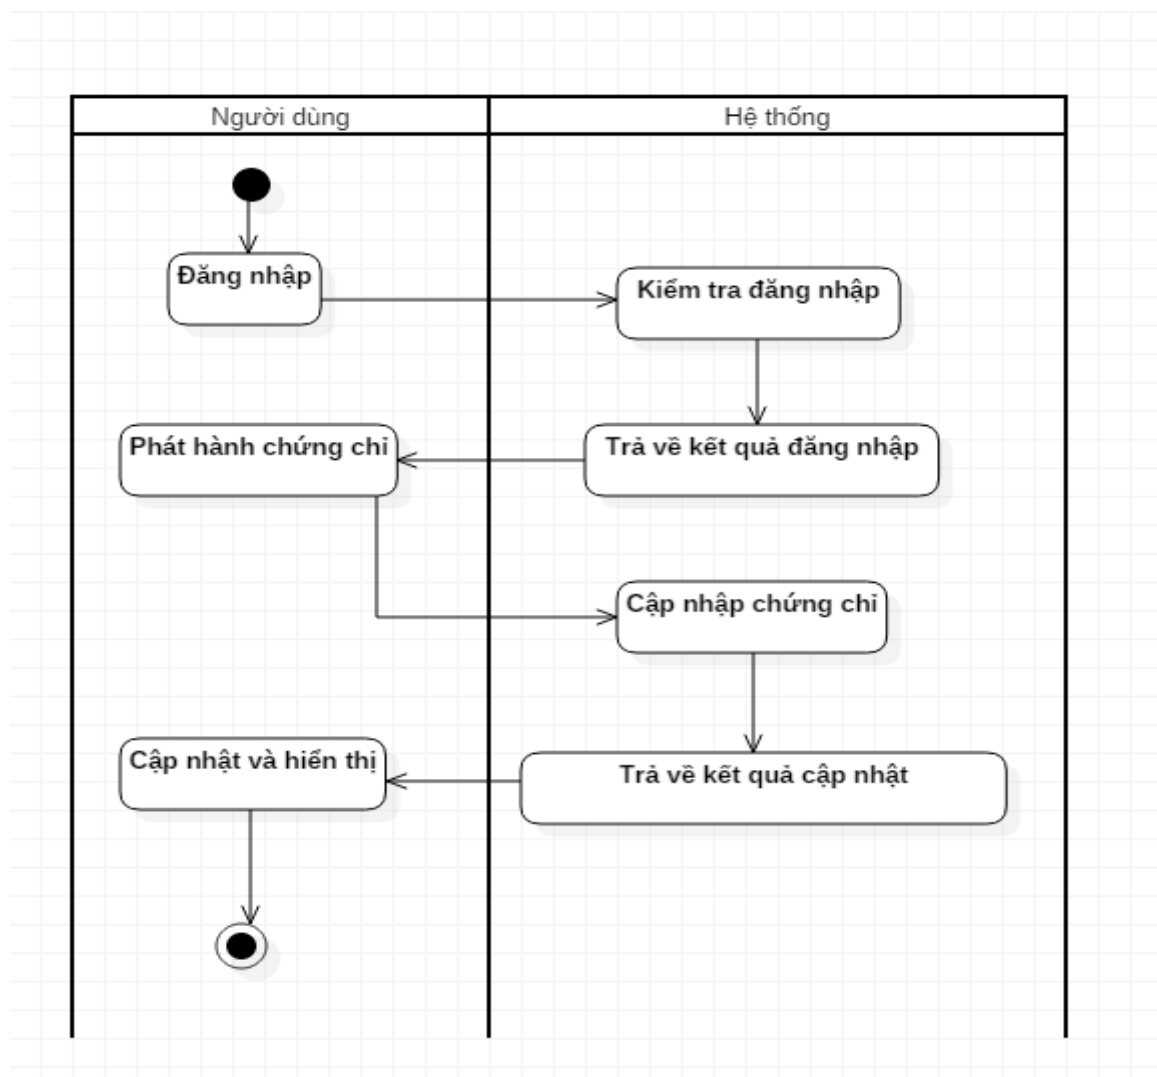 Người dùng
Hệ thống
Đăng nhập
Kiểm tra đăng nhập
Phát hành chứng chỉ
Trả về kết quả đăng nhập
Cập nhập chứng chỉ
Cập nhật và hiển thị
Trả về kết quả cập nhật